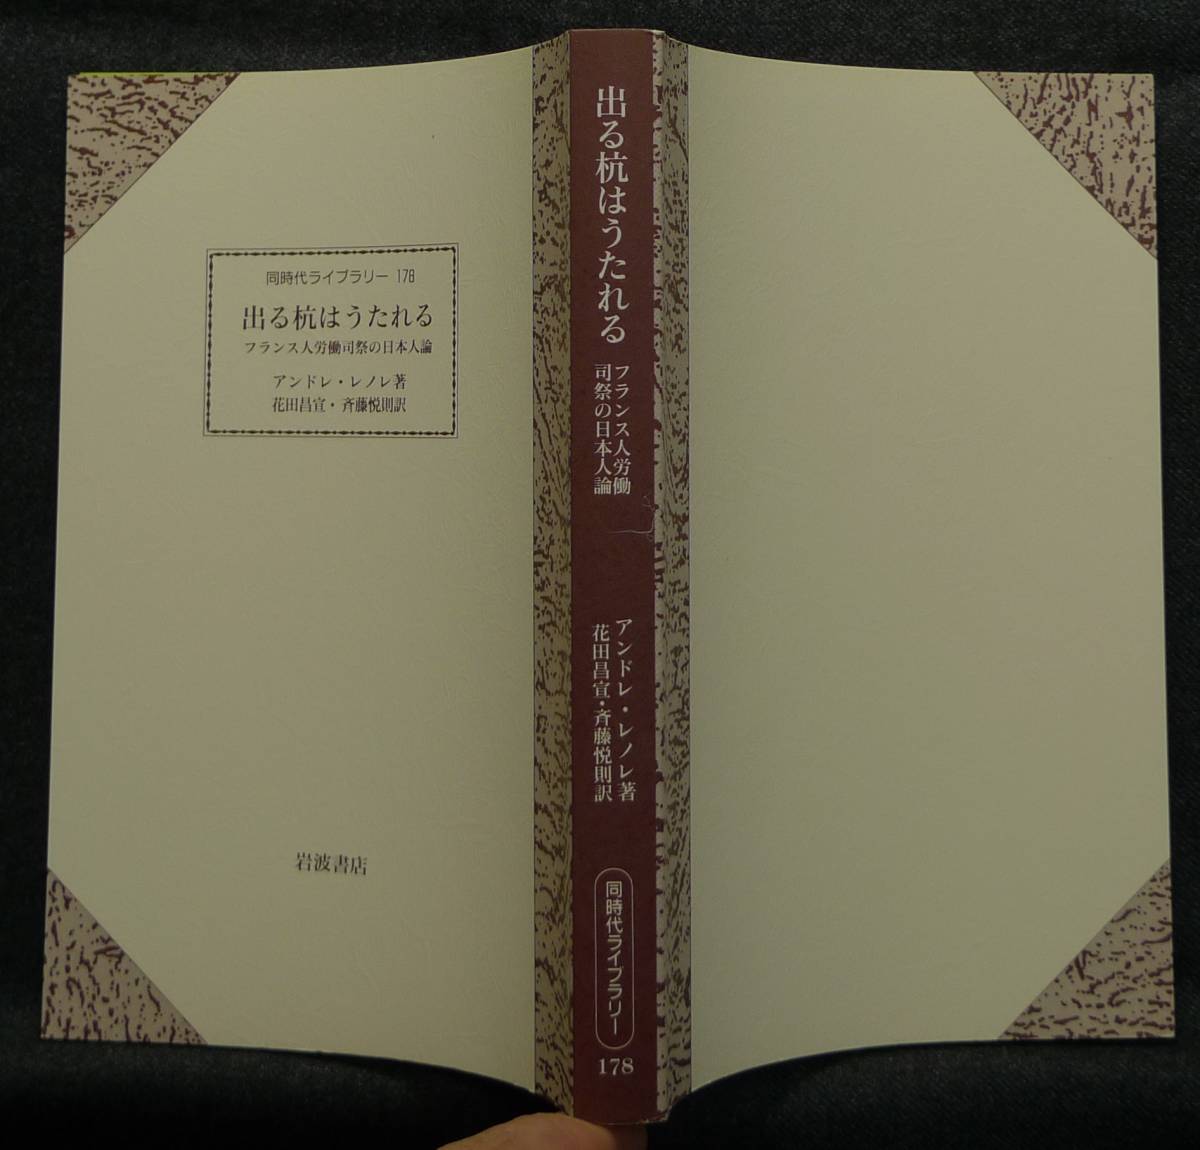 同時代ライブラリー 178
出る杭はうたれる
フランス人労働司祭の日本人論
アンドレ・レノレ著
花田昌宣・斉藤悦則訳
岩波書店
出る杭はうたれる
フランス人労働
司祭の日本人論
アンドレ・レノレ著
花田昌宣・斉藤悦則訳
同時代ライブラリー
178